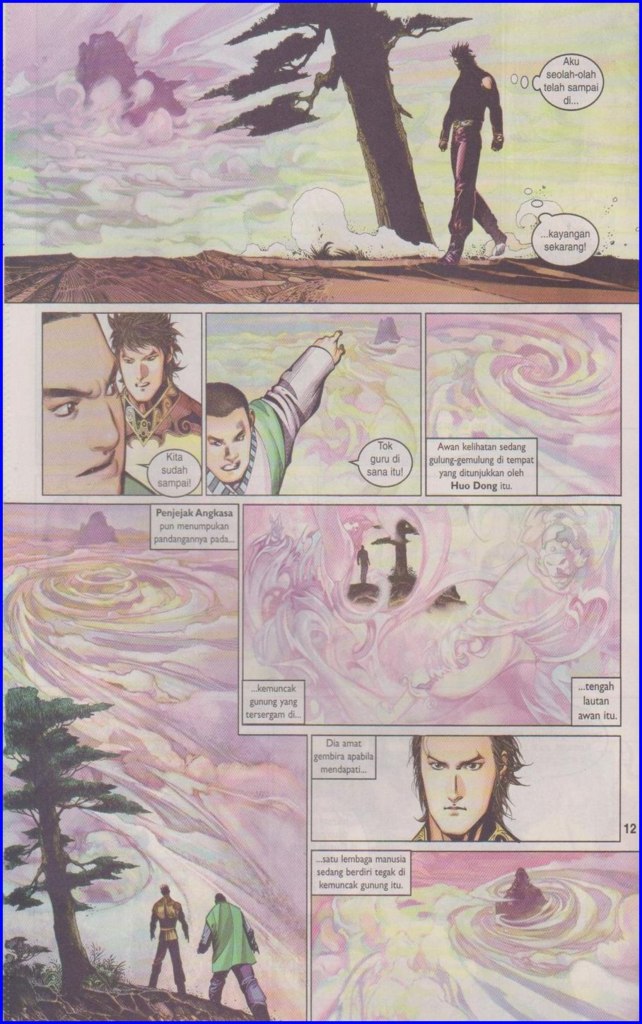 Aku
seolah-olah
telah sampai
di...
...kayangan
sekarang!
Kita
sudah
sampai!
Tok
guru di
sana itu!
Awan kelihatan sedang
gulung-gemulung di tempat
yang ditunjukkan oleh
Huo Dong itu.
Penjejak Angkasa
pun menumpukan
pandangannya pada...
...kemuncak
gunung yang
tersergam di...
...tengah
lautan
awan itu.
Dia amat
gembira apabila
mendapati...
12
...satu lembaga manusia
sedang berdiri tegak di
kemuncak gunung itu.